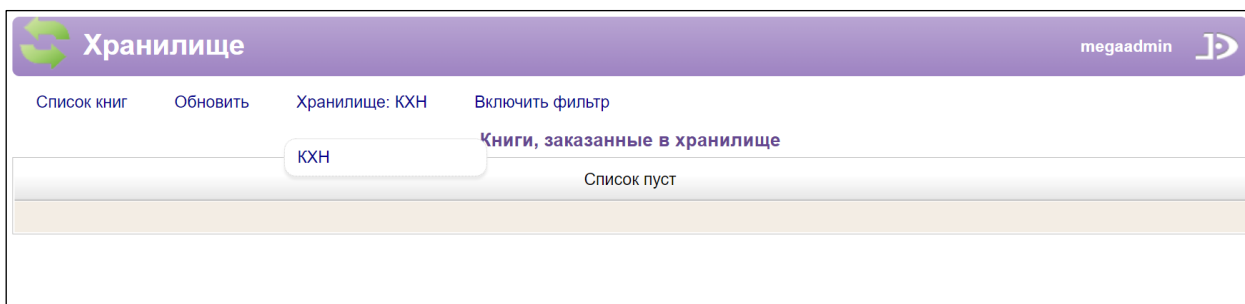 Хранилище
megaadmin
Список книг Обновить Хранилище: КХН Включить фильтр
Книги, заказанные в хранилище
КХН
Список пуст